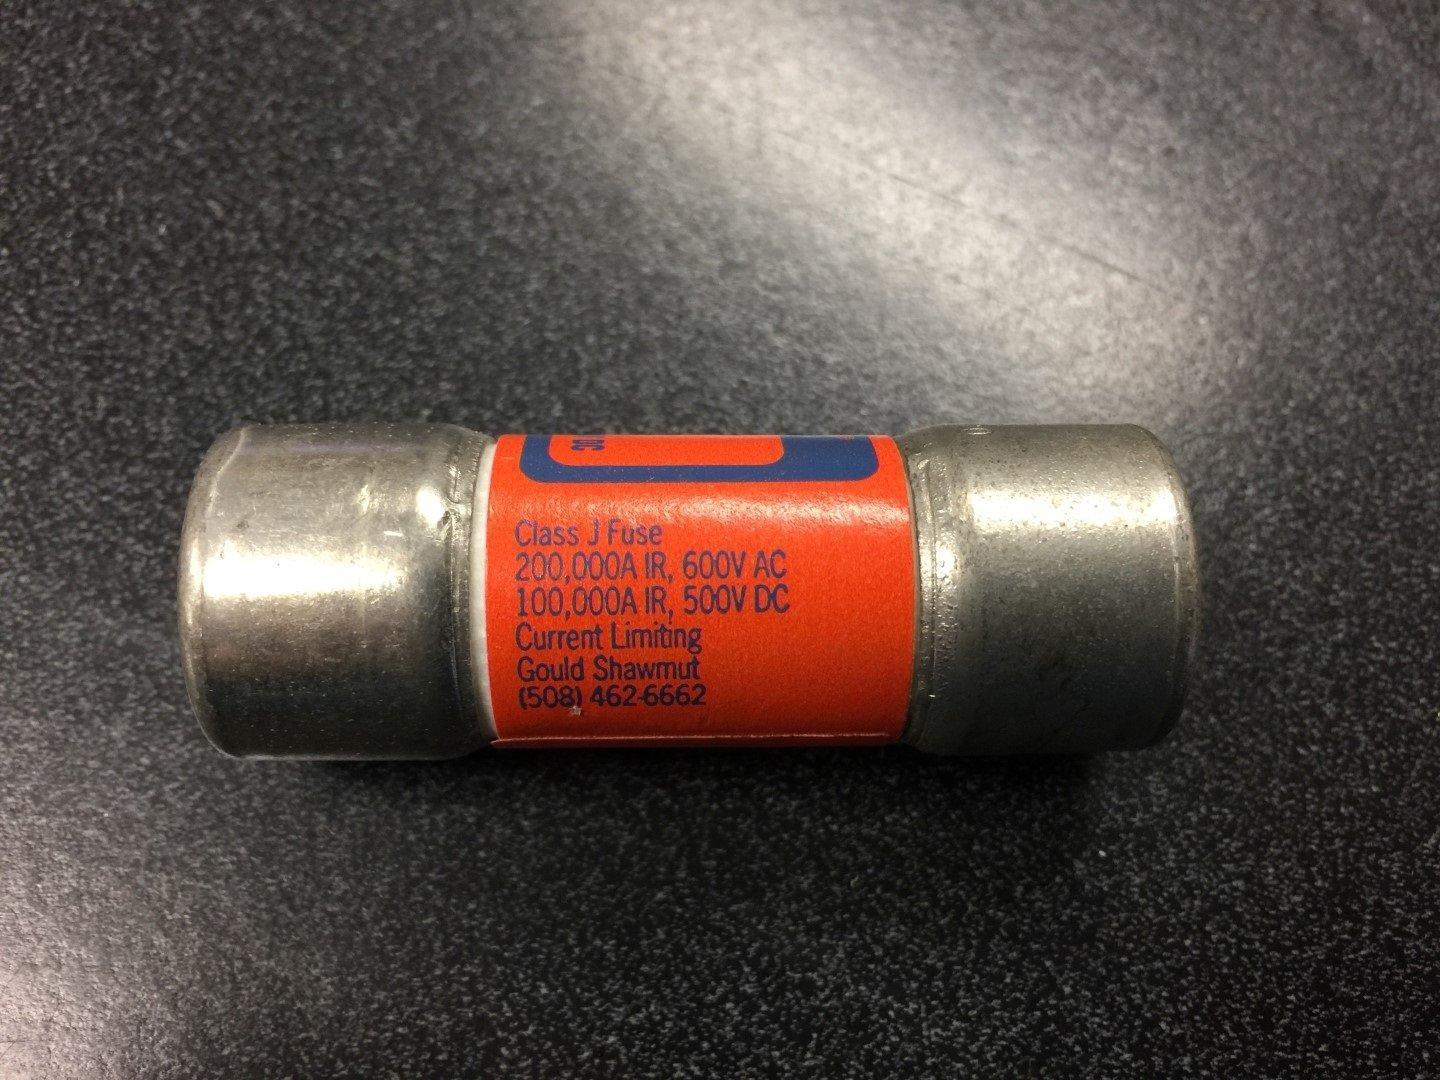 DC
Class J Fuse
200,000A IR, 600V AC
100,000A IR, 500V DC
Current Limiting
Gould Shawmut
(508) 462-6662